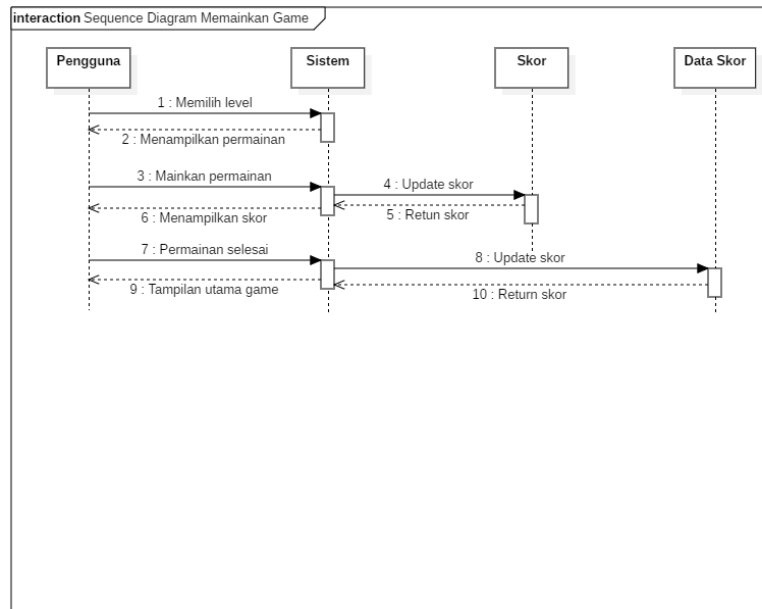 interaction Sequence Diagram Memainkan Game
Pengguna
Sistem
Skor
Data Skor
1 : Memilih level
2 : Menampilkan permainan
3 : Mainkan permainan
4 : Update skor
5 : Retun skor
6 : Menampilkan skor
7 : Permainan selesai
8 : Update skor
9 : Tampilan utama game
10 : Return skor